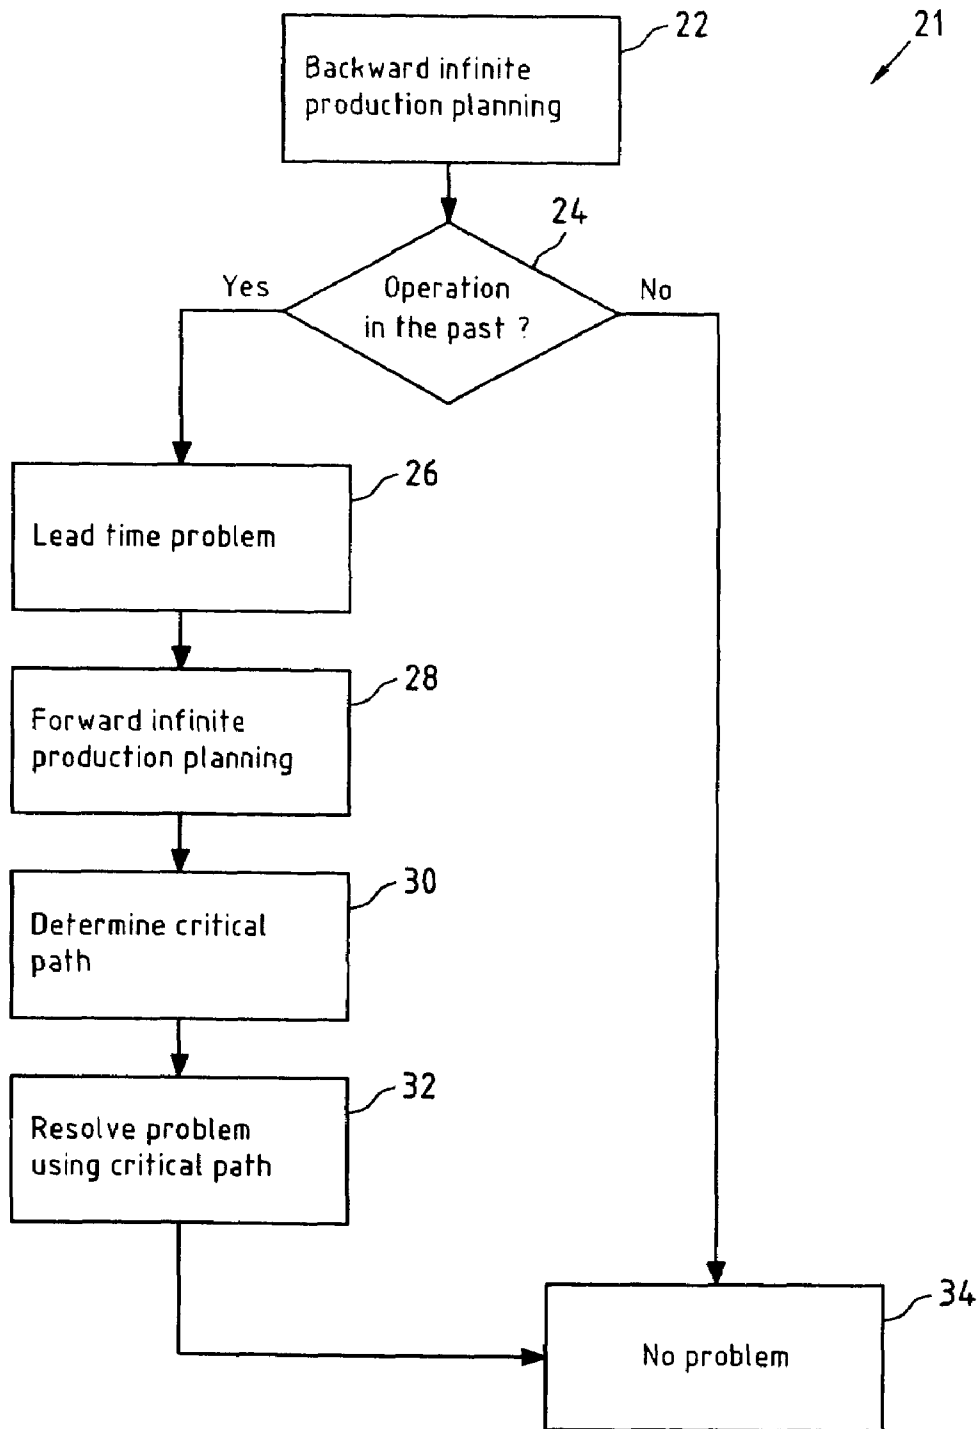 22
21
Backward infinite
production planning
24
Yes
Operation
in the past ?
No
26
Lead time problem
28
Forward infinite
production planning
30
Determine critical
path
32
Resolve problem
using critical path
34
No problem